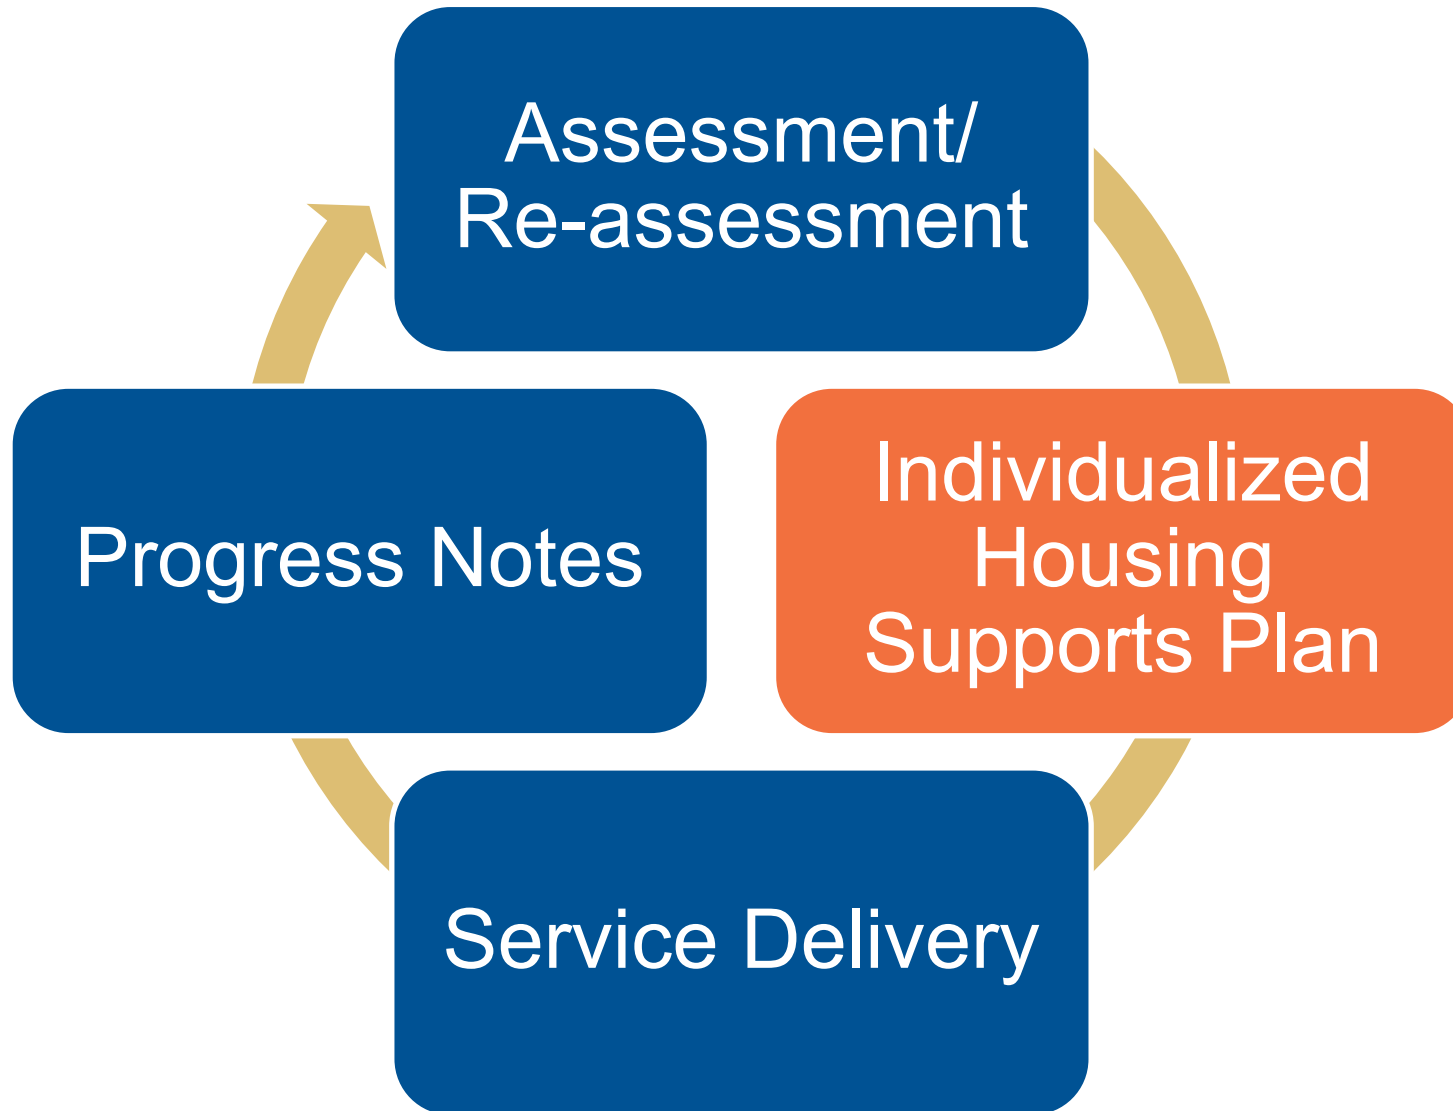 Assessment/
Re-assessment
Individualized
Housing
Supports Plan
Service Delivery
Progress Notes